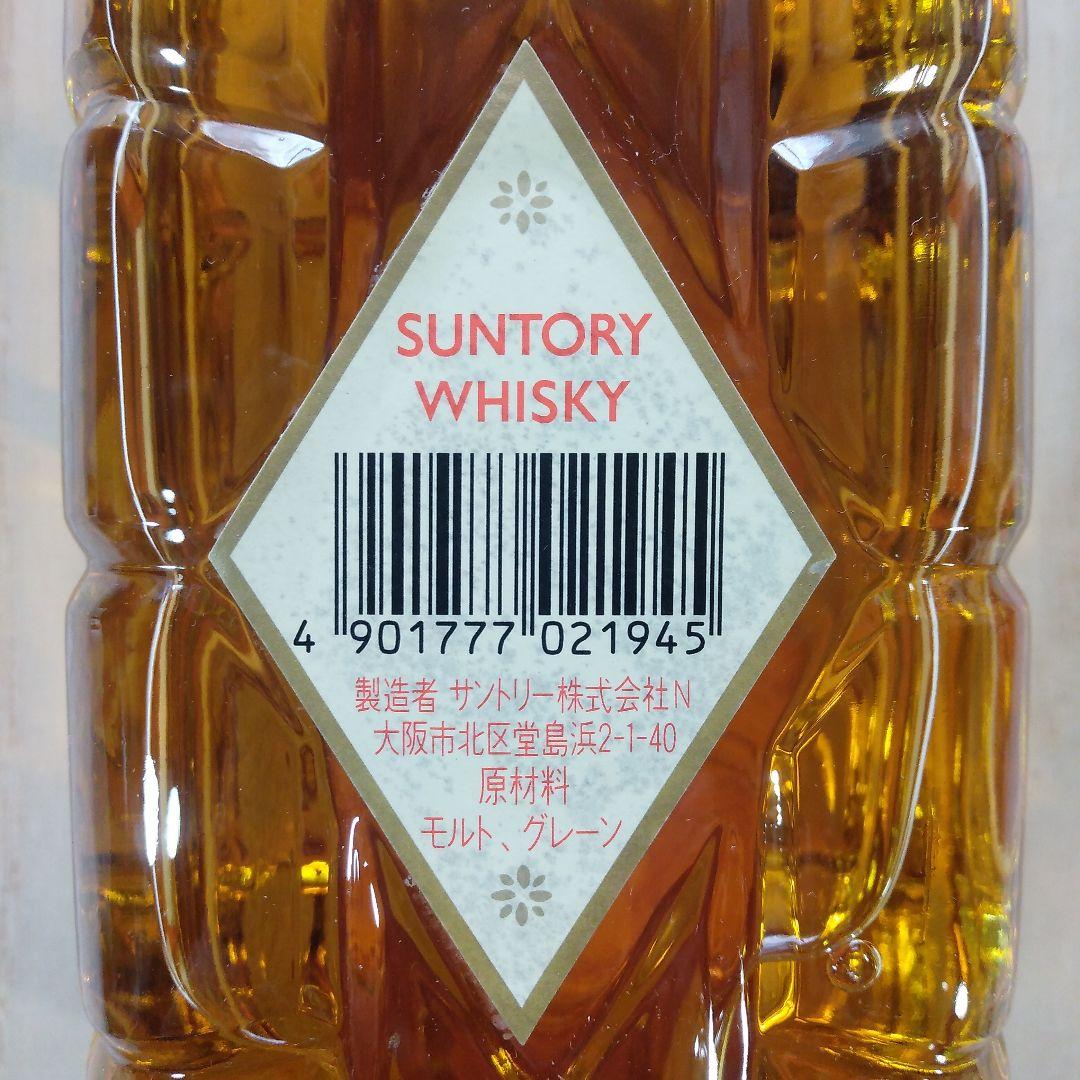 SUNTORY
WHISKY
4 901777 021945
製造者 サントリー株式会社N
大阪市北区堂島浜2-1-40
原材料
モルト、グレーン